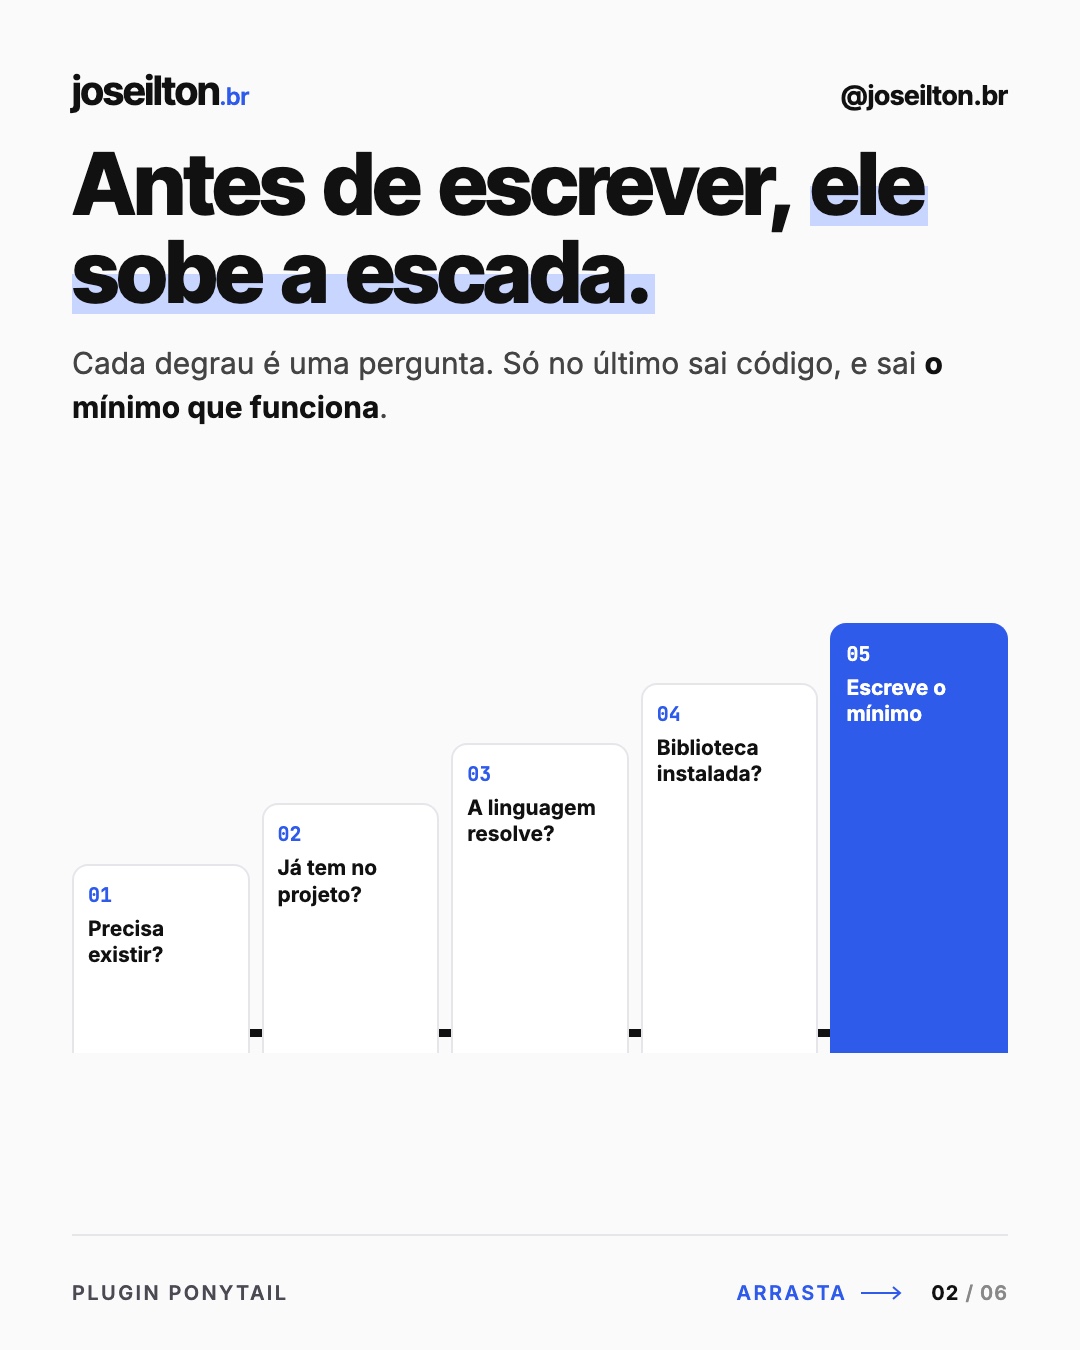 joseilton.br
@joseilton.br
Antes de escrever, ele
sobe a escada.
Cada degrau é uma pergunta. Só no último sai código, e sai o
mínimo que funciona.
01
Precisa
existir?
02
Já tem no
projeto?
03
A linguagem
resolve?
04
Biblioteca
instalada?
05
Escreve o
mínimo
PLUGIN PONYTAIL
ARRASTA
02 / 06